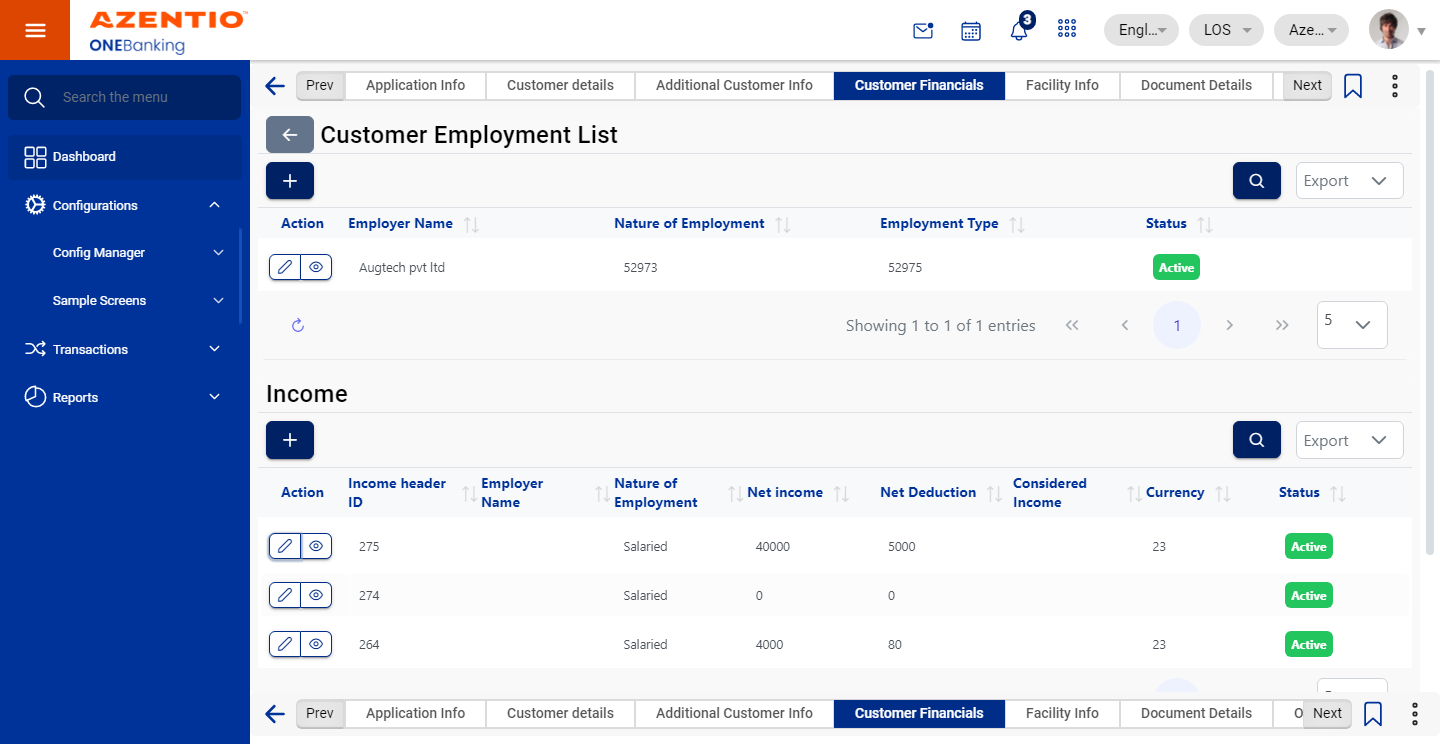 AZENTIO™
ONEBanking
3
Engl...
LOS
Aze...
Search the menu
Dashboard
Configurations
Config Manager
Sample Screens
Transactions
Reports
Prev
Application Info
Customer details
Additional Customer Info
Customer Financials
Facility Info
Document Details
Next
Customer Employment List
Export
Action Employer Name Nature of Employment Employment Type Status
Augtech pvt ltd 52973 52975 Active
Showing 1 to 1 of 1 entries
1
5
Income
Export
Action
Income header
ID
Employer
Name
Nature of
Employment
Net income
Net Deduction
Considered
Income
Currency
Status
275 Salaried 40000 5000 23 Active
274 Salaried 0 0 Active
264 Salaried 4000 80 23 Active
Prev
Application Info
Customer details
Additional Customer Info
Customer Financials
Facility Info
Document Details
O
Next